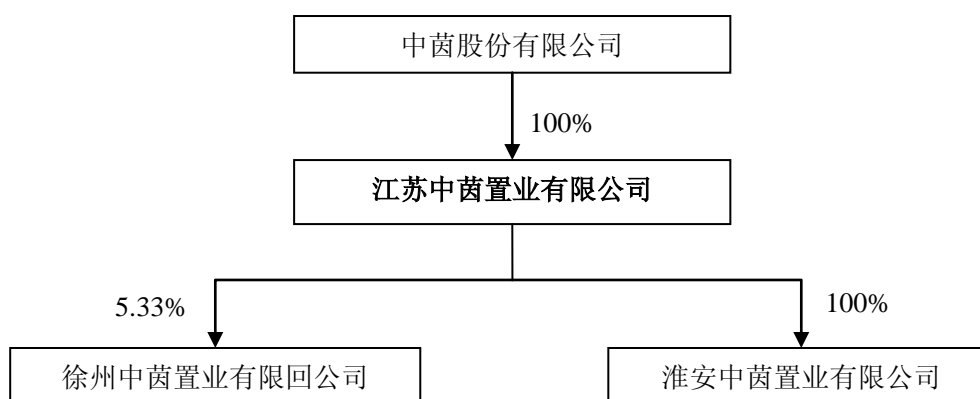 中茵股份有限公司
100%
江苏中茵置业有限公司
5.33%
100%
徐州中茵置业有限回公司
淮安中茵置业有限公司